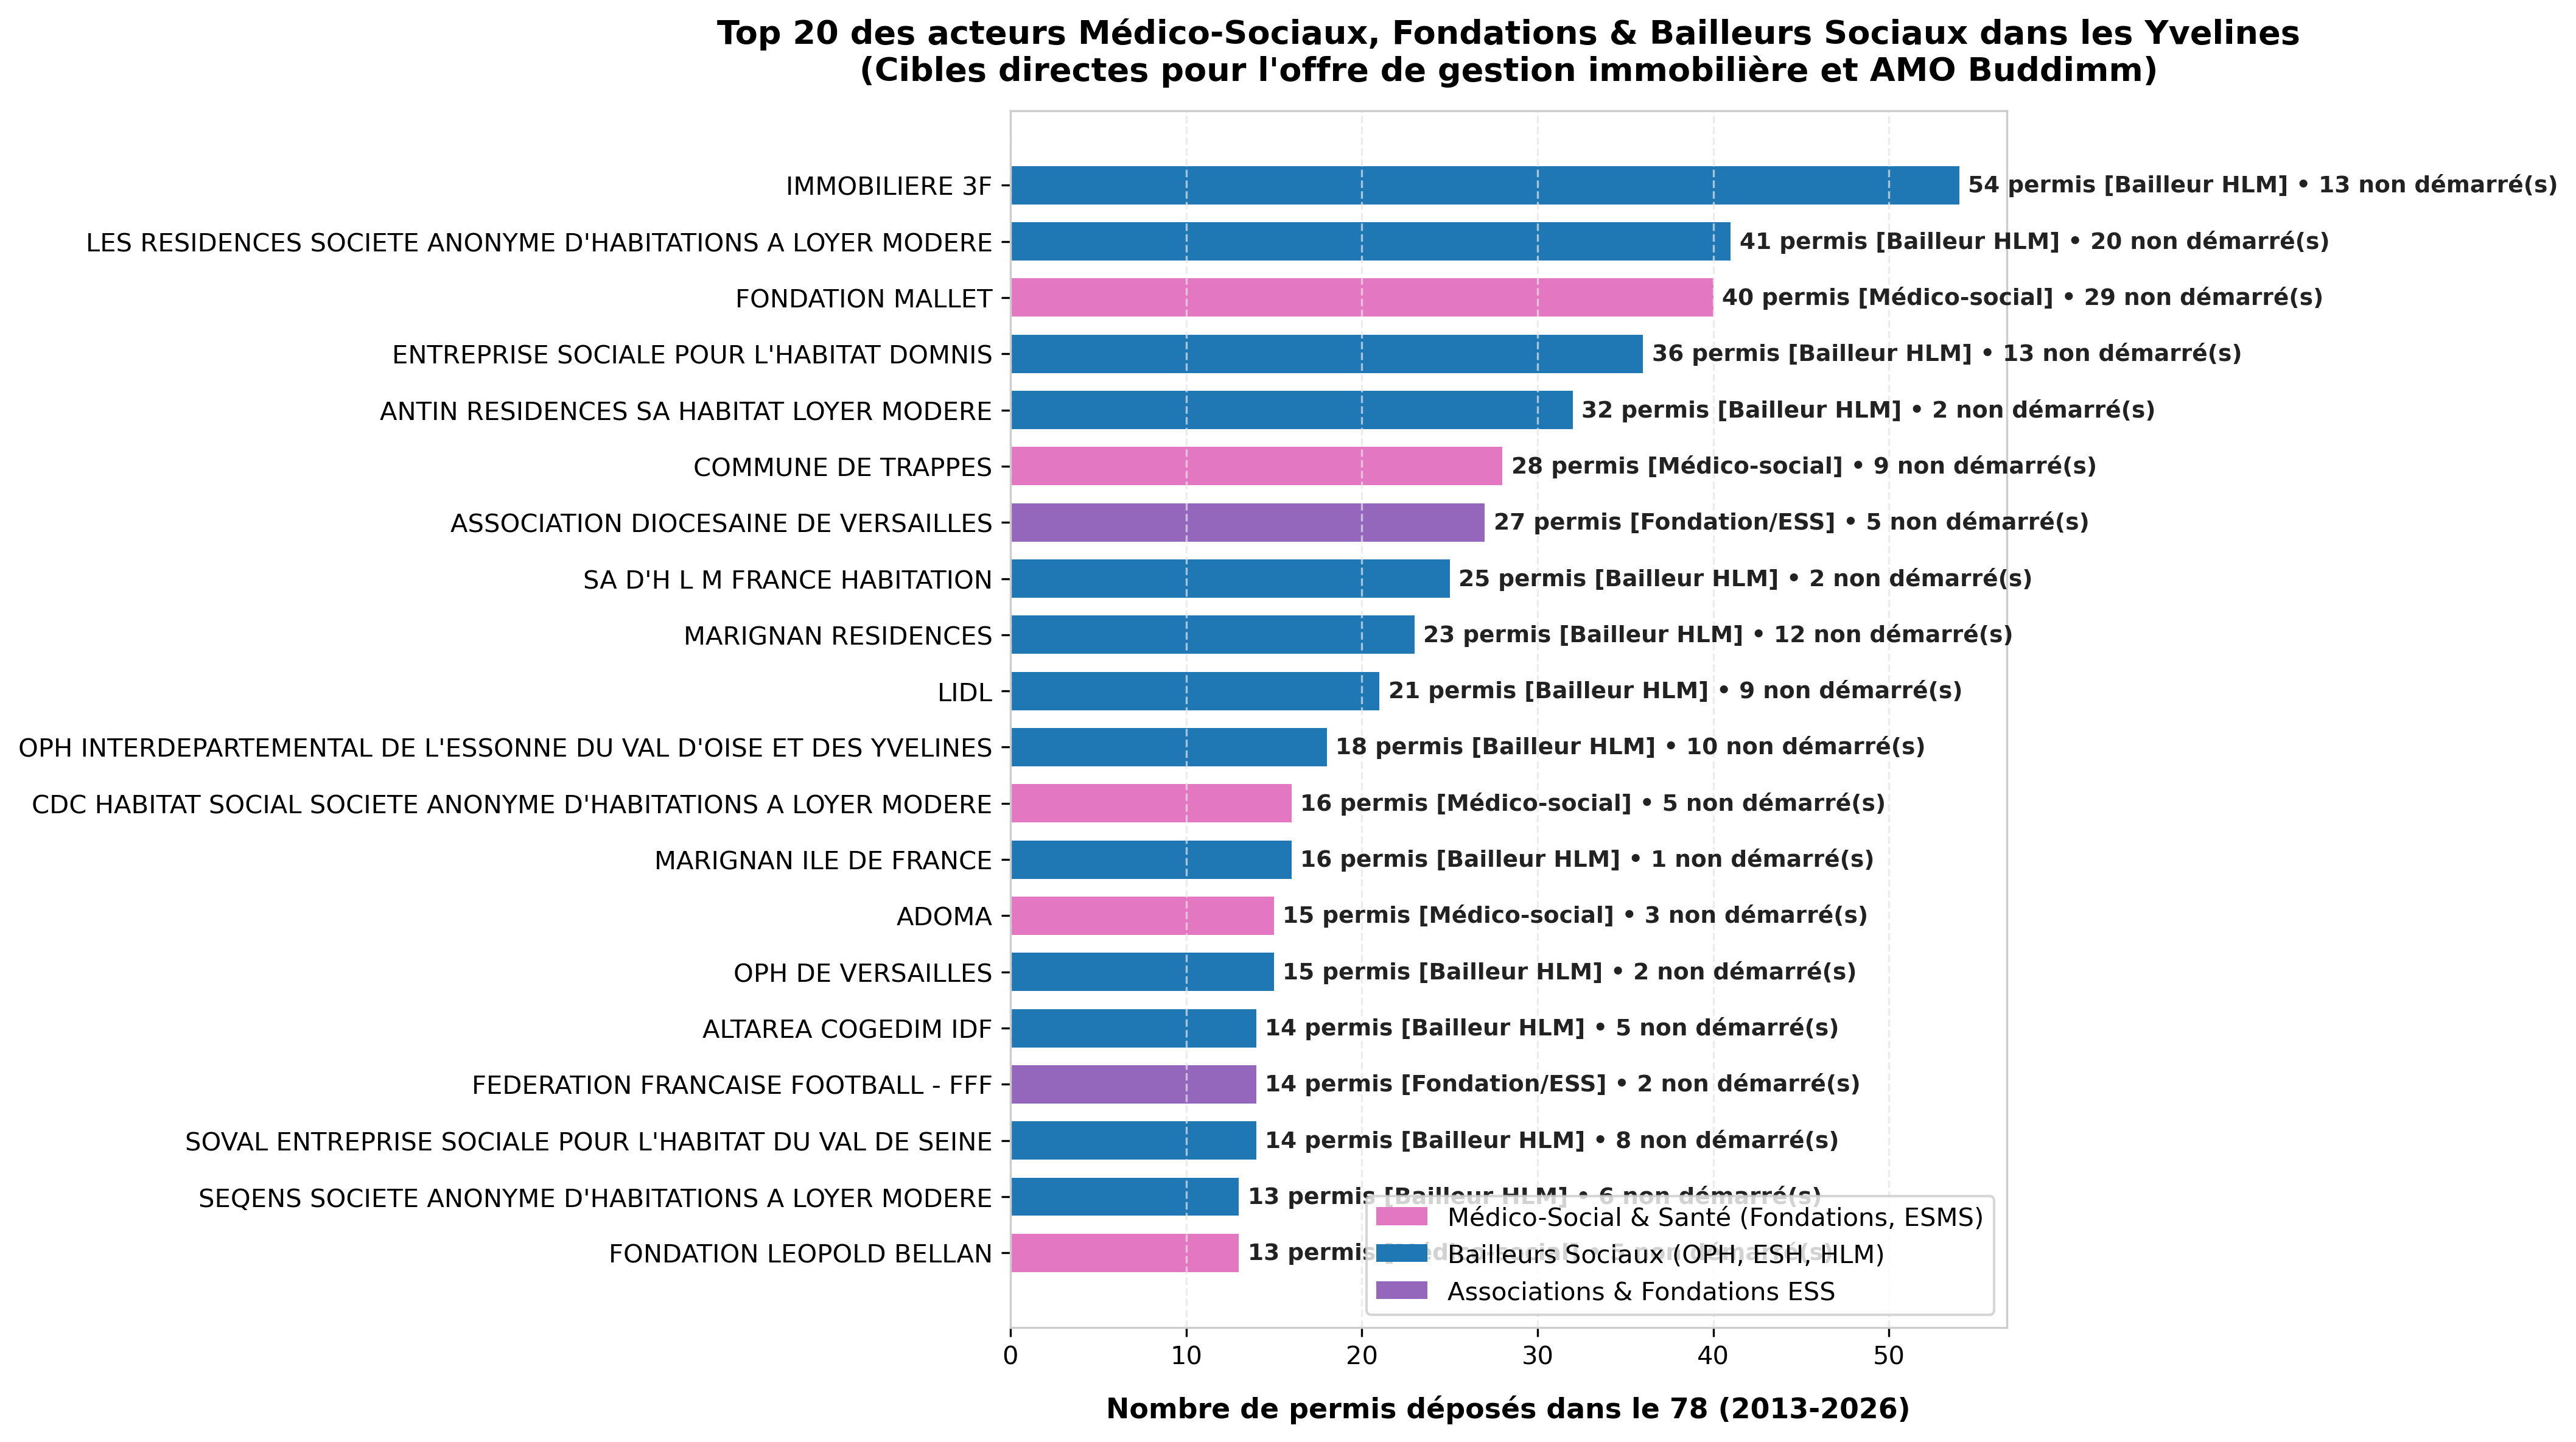 Top 20 des acteurs Médico-Sociaux, Fondations & Bailleurs Sociaux dans les Yvelines
(Cibles directes pour l'offre de gestion immobilière et AMO Buddimm)
IMMOBILIERE 3F 54 permis [Bailleur HLM] • 13 non démarré(s)
LES RESIDENCES SOCIETE ANONYME D'HABITATIONS A LOYER MODERE 41 permis [Bailleur HLM] • 20 non démarré(s)
FONDATION MALLET 40 permis [Médico-social] • 29 non démarré(s)
ENTREPRISE SOCIALE POUR L'HABITAT DOMNIS 36 permis [Bailleur HLM] • 13 non démarré(s)
ANTIN RESIDENCES SA HABITAT LOYER MODERE 32 permis [Bailleur HLM] • 2 non démarré(s)
COMMUNE DE TRAPPES 28 permis [Médico-social] • 9 non démarré(s)
ASSOCIATION DIOCESAINE DE VERSAILLES 27 permis [Fondation/ESS] • 5 non démarré(s)
SA D'H L M FRANCE HABITATION 25 permis [Bailleur HLM] • 2 non démarré(s)
MARIGNAN RESIDENCES 23 permis [Bailleur HLM] • 12 non démarré(s)
LIDL 21 permis [Bailleur HLM] • 9 non démarré(s)
OPH INTERDEPARTEMENTAL DE L'ESSONNE DU VAL D'OISE ET DES YVELINES 18 permis [Bailleur HLM] • 10 non démarré(s)
CDC HABITAT SOCIAL SOCIETE ANONYME D'HABITATIONS A LOYER MODERE 16 permis [Médico-social] • 5 non démarré(s)
MARIGNAN ILE DE FRANCE 16 permis [Bailleur HLM] • 1 non démarré(s)
ADOMA 15 permis [Médico-social] • 3 non démarré(s)
OPH DE VERSAILLES 15 permis [Bailleur HLM] • 2 non démarré(s)
ALTAREA COGEDIM IDF 14 permis [Bailleur HLM] • 5 non démarré(s)
FEDERATION FRANCAISE FOOTBALL - FFF 14 permis [Fondation/ESS] • 2 non démarré(s)
SOVAL ENTREPRISE SOCIALE POUR L'HABITAT DU VAL DE SEINE 14 permis [Bailleur HLM] • 8 non démarré(s)
SEQENS SOCIETE ANONYME D'HABITATIONS A LOYER MODERE 13 permis [Bailleur HLM] • 6 non démarré(s)
FONDATION LEOPOLD BELLAN 13 permis [Médico-social] • non démarré(s)
Médico-Social & Santé (Fondations, ESMS)
Bailleurs Sociaux (OPH, ESH, HLM)
Associations & Fondations ESS
0 10 20 30 40 50
Nombre de permis déposés dans le 78 (2013-2026)